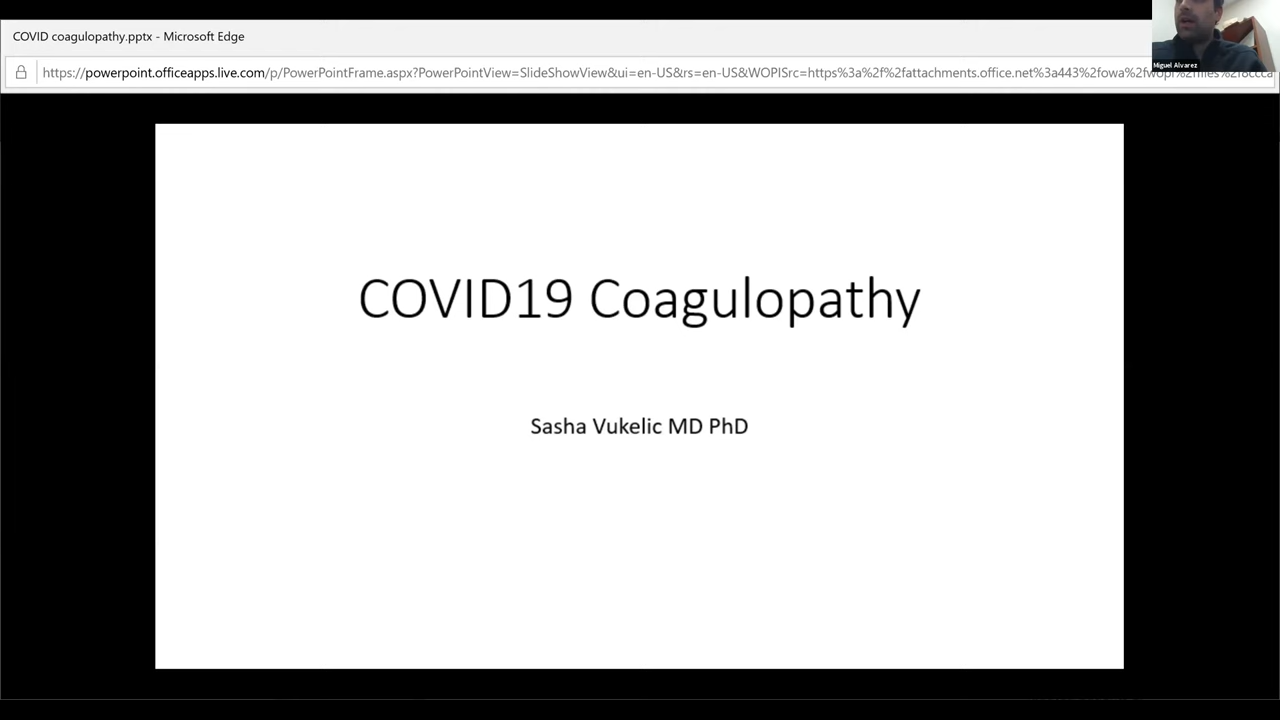 COVID coagulopathy.pptx - Microsoft Edge
https://powerpoint.officeapps.live.com/p/PowerPointFrame.aspx?PowerPointView=SlideShowView&ui=en-US&rs=en-US&WOPISrc=https%3a%2f%2fattachments.office.net%3a443%2fowa%2fwopi%2ffiles%2f8ccca
Miguel Alvarez
COVID19 Coagulopathy
Sasha Vukelic MD PhD